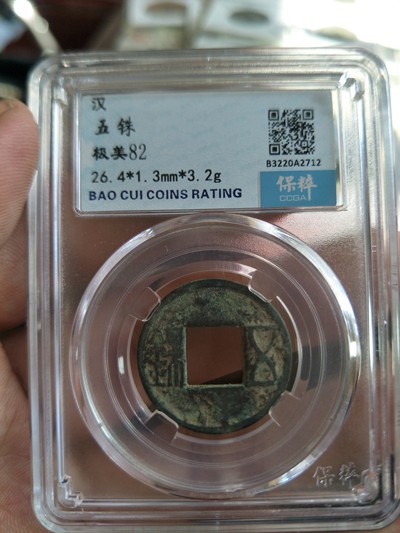 汉
五铢
极美82
26.4*1.3mm*3.2g
BAO CUI COINS RATING
B3220A2712
保粹
CCGA
五銖
保粹